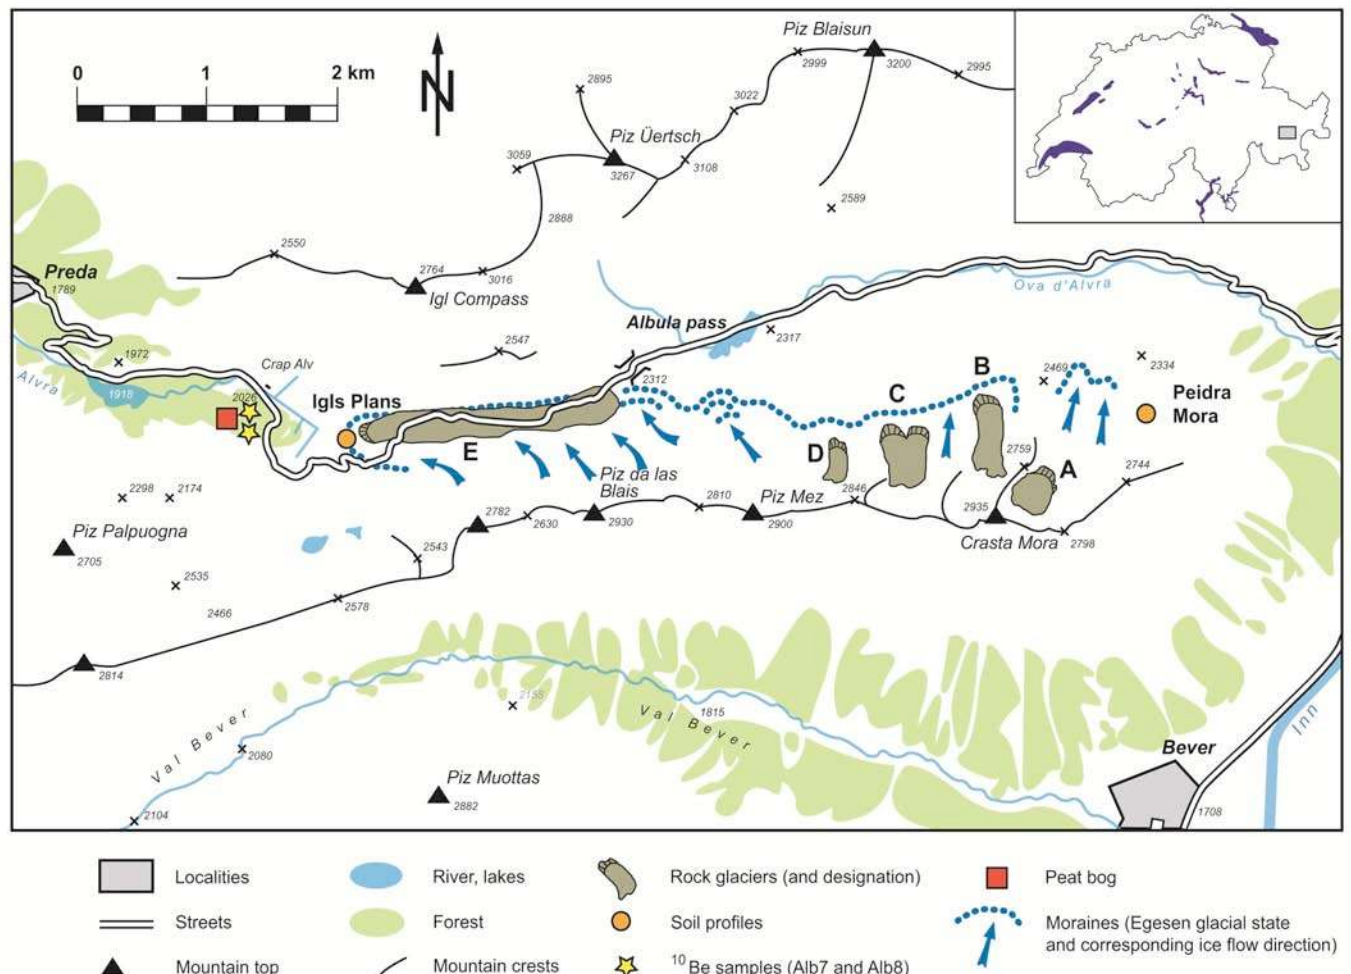 Piz Blaisun
3200
2999
2995
0 1 2 km
N
2895
3022
Piz Üertsch
3267
3108
3059
2589
2888
2550
2764
3016
Igl Compass
Preda
1789
Ova d'Alvra
Albula pass
2317
2547
2312
1972
Crap Alv
Alvra
1918
2026
Igls Plans
B
C
2469
2334
Peidra
Mora
D
E
2759
A
2744
Piz da las
Blais
2930
2810
Piz Mez
2900
2846
2935
Crasta Mora
2798
2298
2174
Piz Palpuogna
2705
2782
2630
2543
2535
2466
2578
2814
2155
Val Bever
Val Bever
1815
2080
Inn
Bever
1708
Piz Muottas
2882
2104
Localities
River, lakes
Rock glaciers (and designation)
Peat bog
Streets
Forest
Soil profiles
Moraines (Egesen glacial state
and corresponding ice flow direction)
Mountain top
Mountain crests
10Be samples (Alb7 and Alb8)